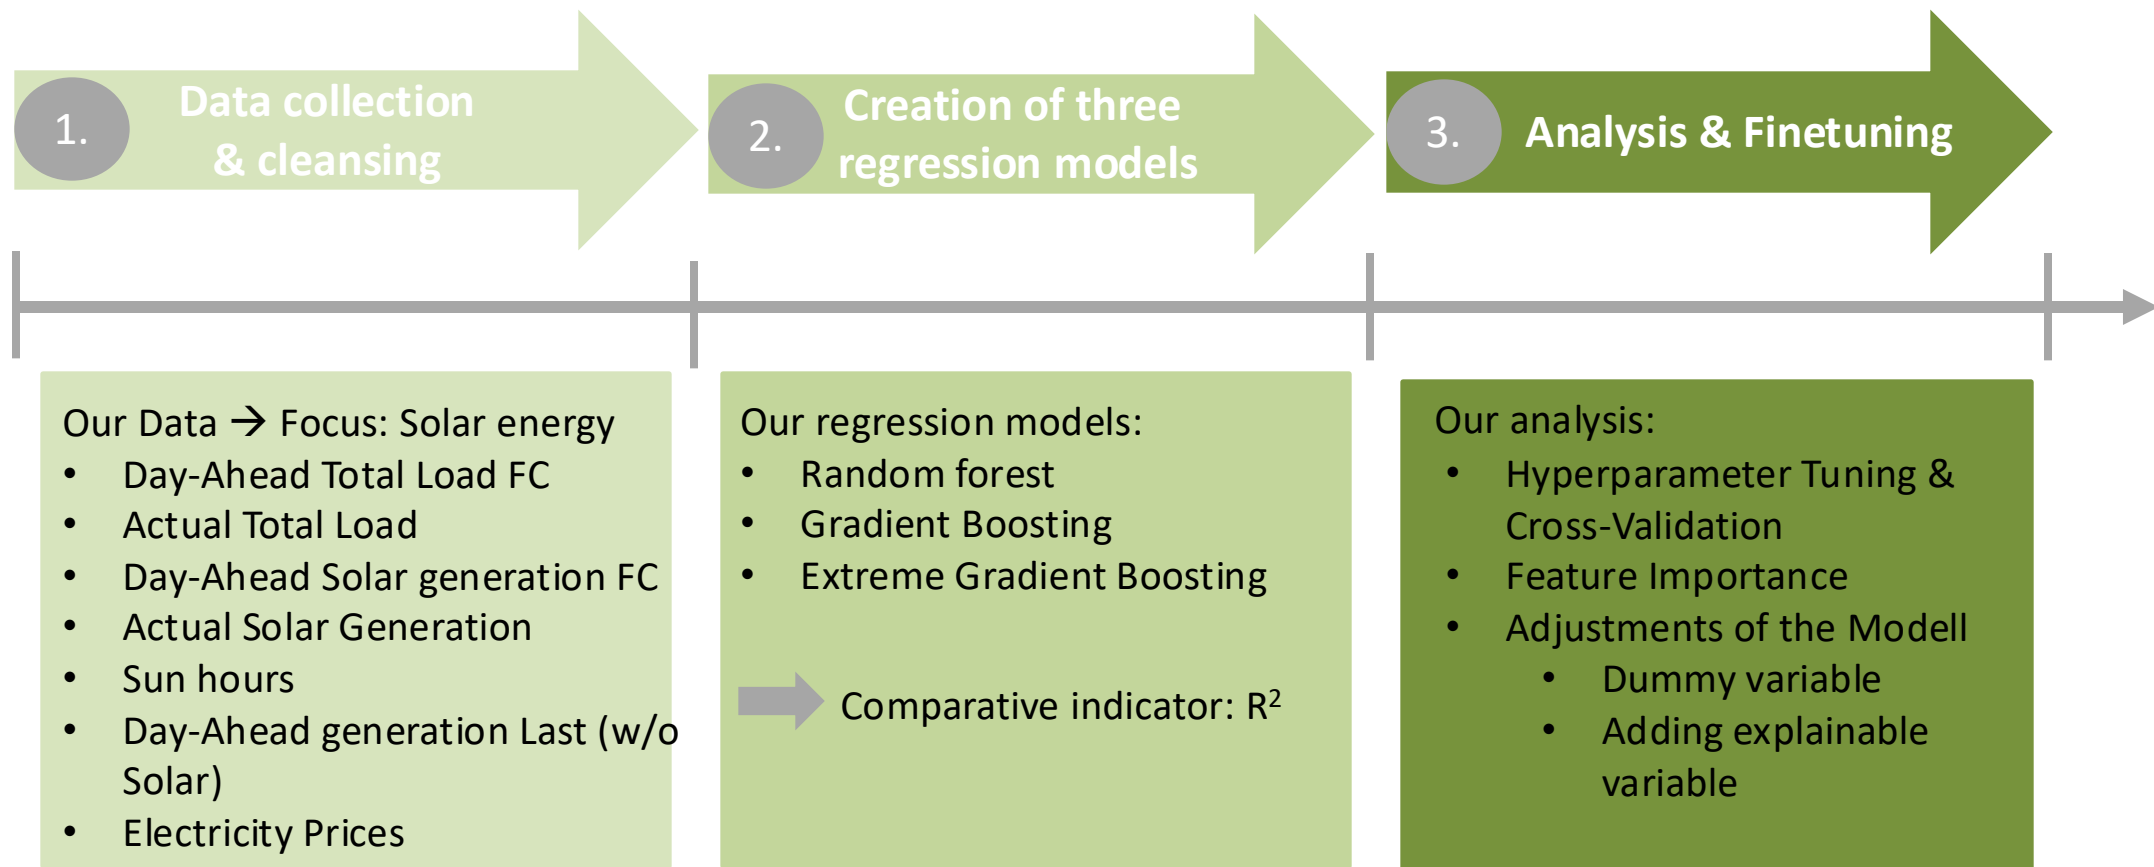 1.
Data collection
& cleansing
2.
Creation of three
regression models
3.
Analysis & Finetuning
Our Data → Focus: Solar energy
• Day-Ahead Total Load FC
• Actual Total Load
• Day-Ahead Solar generation FC
• Actual Solar Generation
• Sun hours
• Day-Ahead generation Last (w/o
Solar)
• Electricity Prices
Our regression models:
• Random forest
• Gradient Boosting
• Extreme Gradient Boosting
Comparative indicator: R²
Our analysis:
• Hyperparameter Tuning &
Cross-Validation
• Feature Importance
• Adjustments of the Modell
• Dummy variable
• Adding explainable
variable